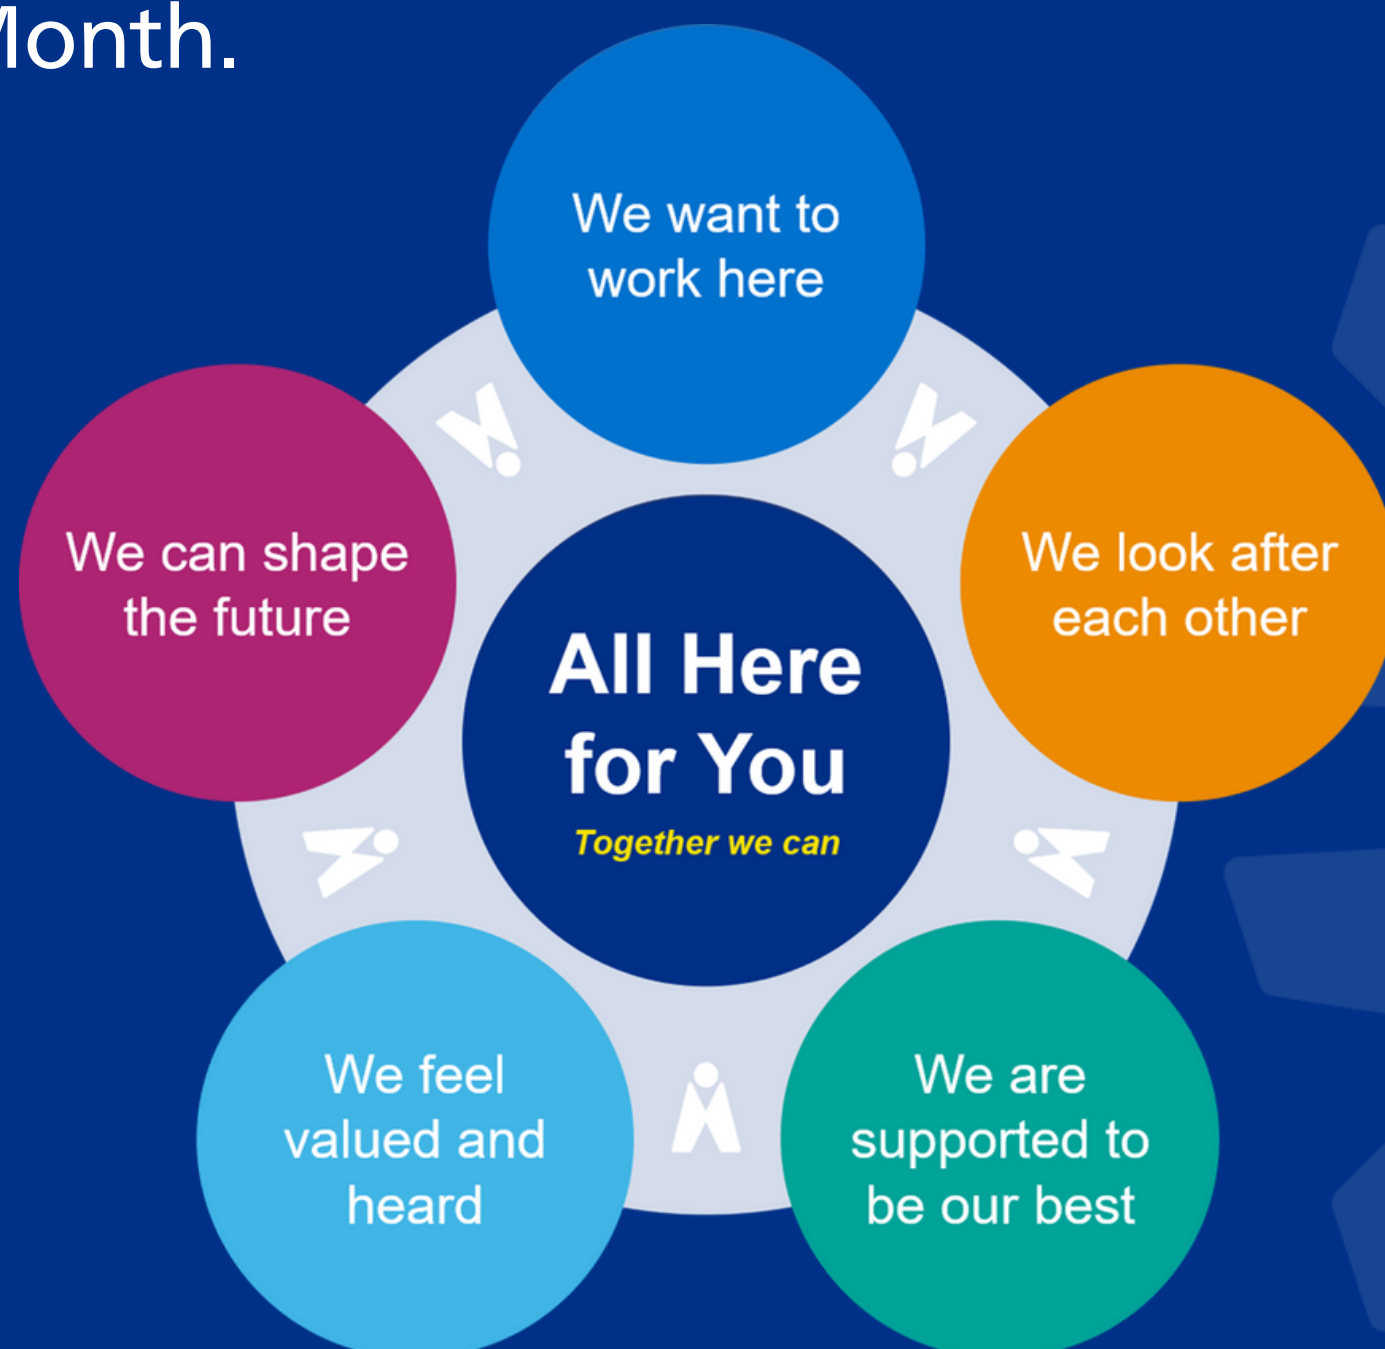 Month.
We want to
work here
We can shape
the future
We look after
each other
All Here
for You
Together we can
We feel
valued and
heard
We are
supported to
be our best